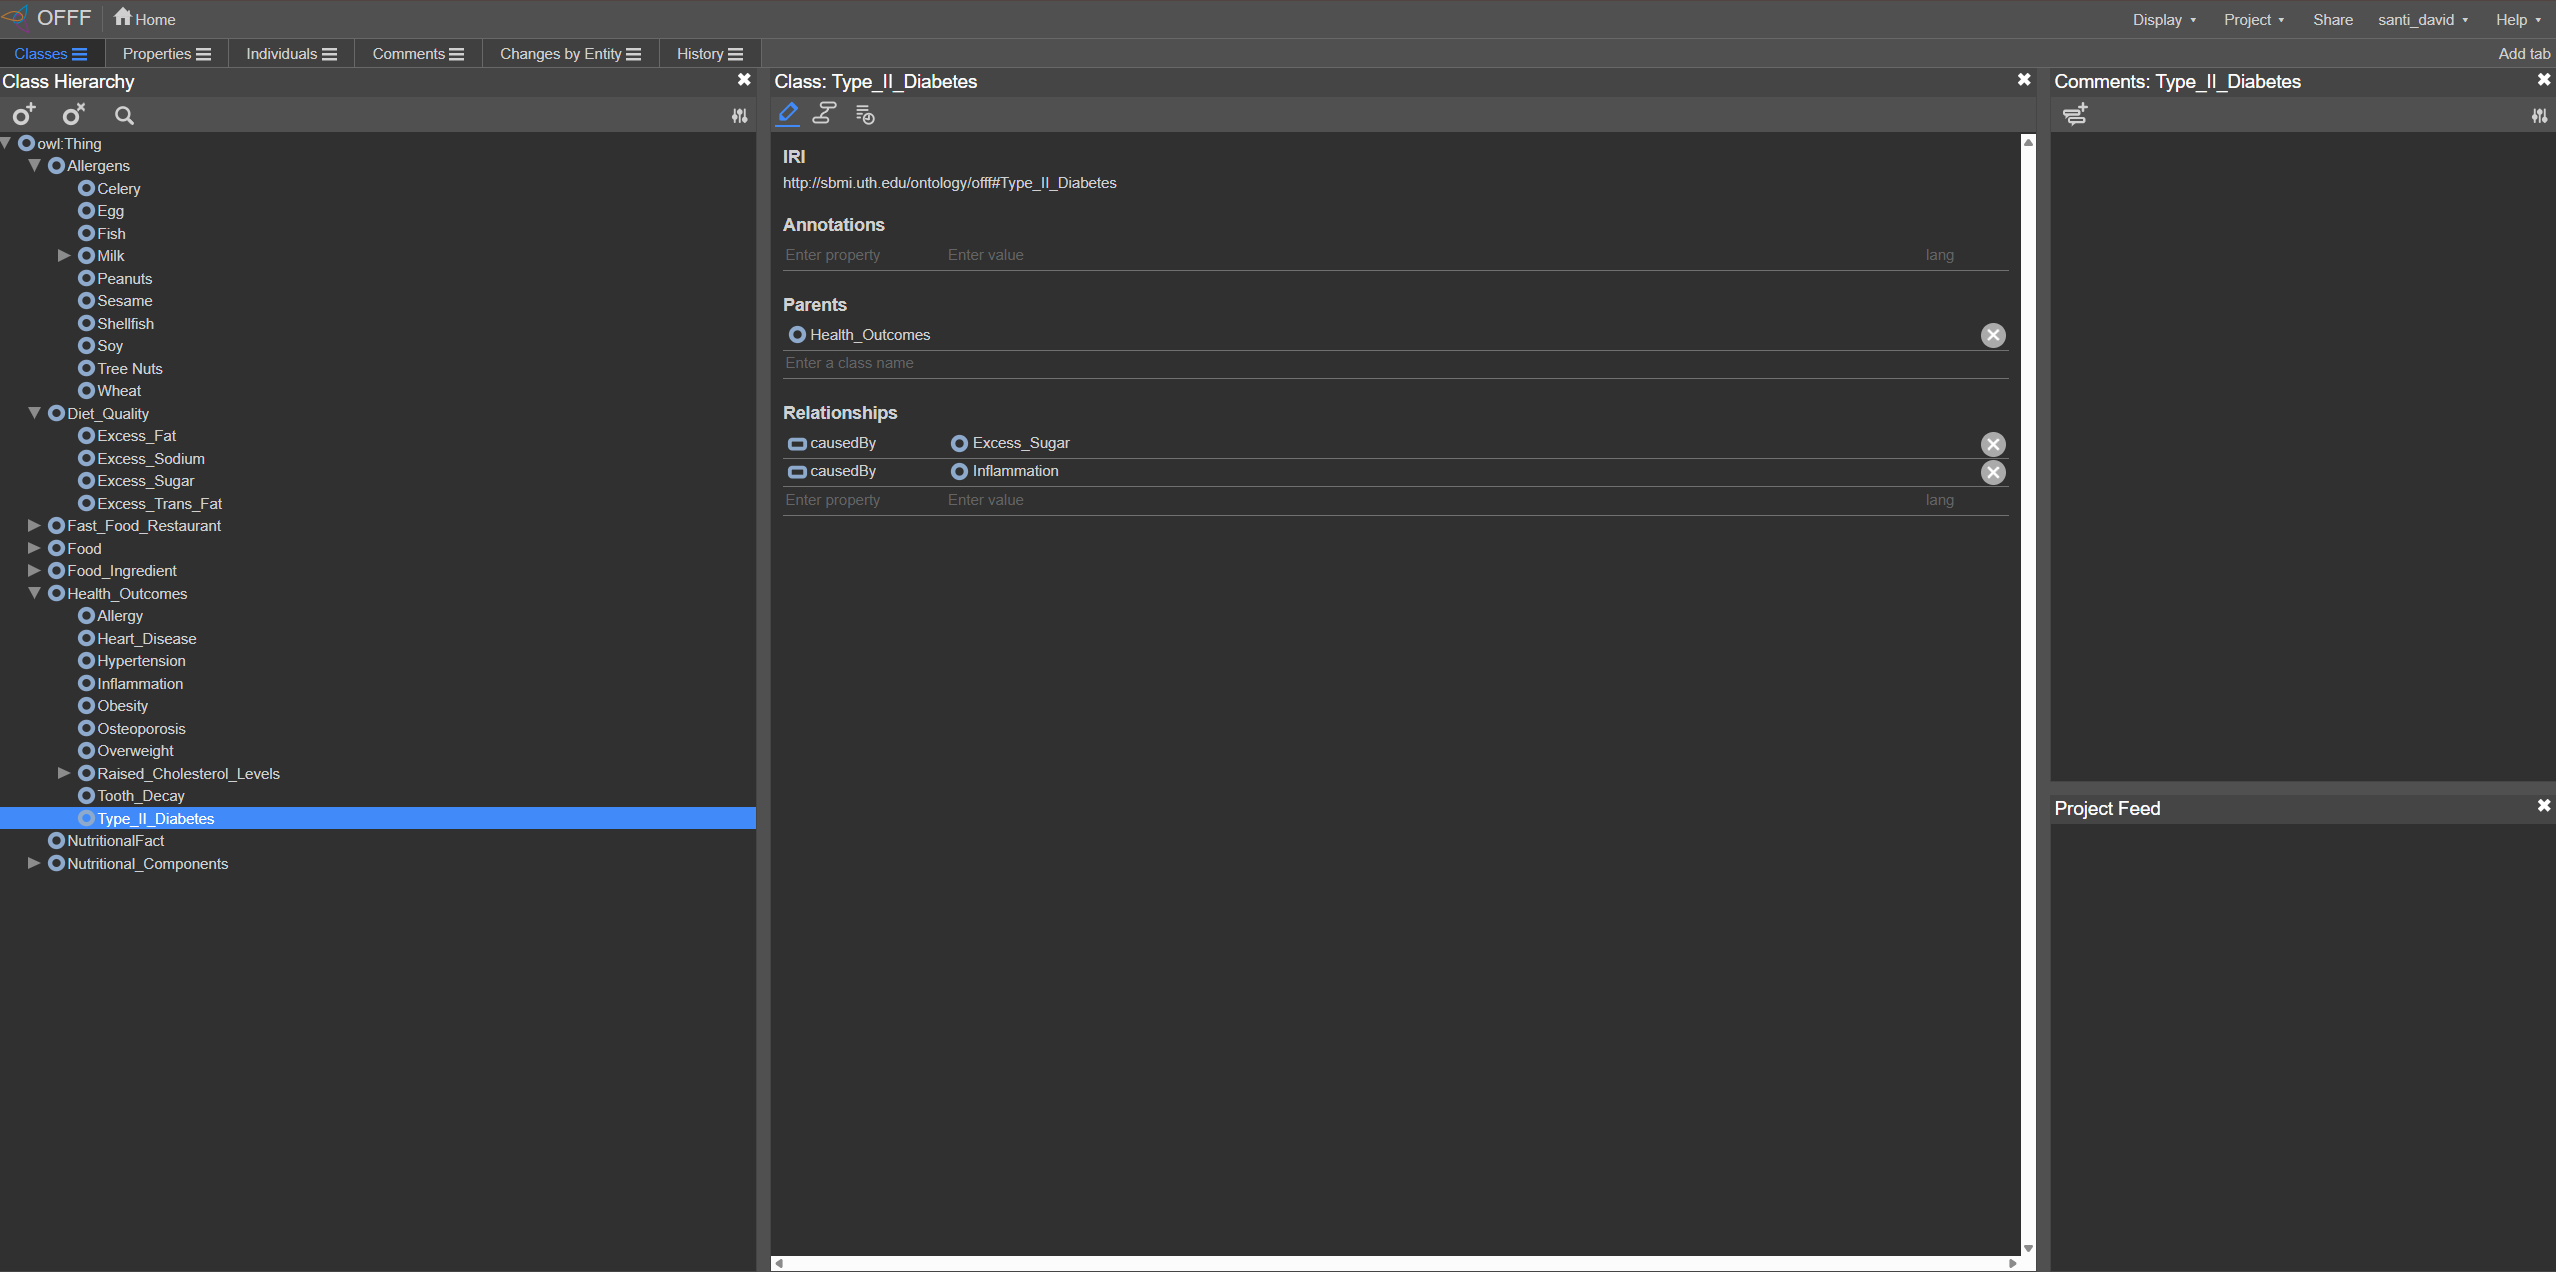 OFFF Home Display Project Share santi_david Help
Classes Properties Individuals Comments Changes by Entity History Add tab
Class Hierarchy
owl:Thing
Allergens
Celery
Egg
Fish
Milk
Peanuts
Sesame
Shellfish
Soy
Tree Nuts
Wheat
Diet_Quality
Excess_Fat
Excess_Sodium
Excess_Sugar
Excess_Trans_Fat
Fast_Food_Restaurant
Food
Food_Ingredient
Health_Outcomes
Allergy
Heart_Disease
Hypertension
Inflammation
Obesity
Osteoporosis
Overweight
Raised_Cholesterol_Levels
Tooth_Decay
Type_II_Diabetes
NutritionalFact
Nutritional_Components
Class: Type_II_Diabetes
IRI
http://sbmi.uth.edu/ontology/offf#Type_II_Diabetes
Annotations
Enter property Enter value lang
Parents
Health_Outcomes
Enter a class name
Relationships
causedBy Excess_Sugar
causedBy Inflammation
Enter property Enter value lang
Comments: Type_II_Diabetes
Project Feed